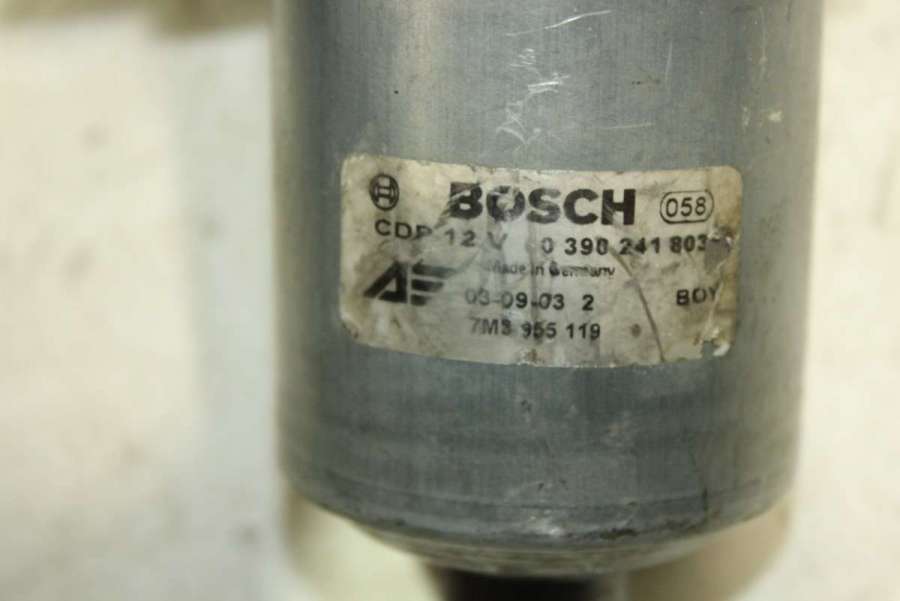 BOSCH 058
CDP 12 V 0 390 241 803
Made in Germany
03-09-03 2 BOY
7M3 955 119